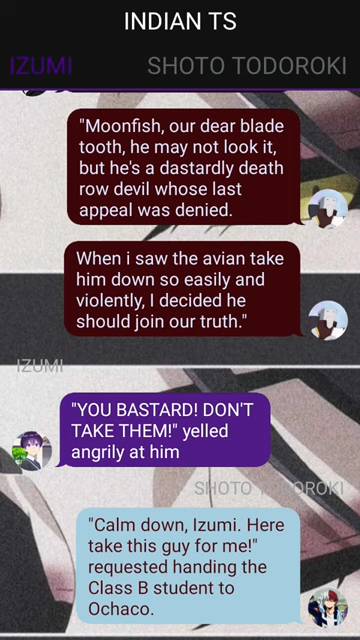 INDIAN TS
IZUMI
SHOTO TODOROKI
"Moonfish, our dear blade
tooth, he may not look it,
but he's a dastardly death
row devil whose last
appeal was denied.
When i saw the avian take
him down so easily and
violently, I decided he
should join our truth."
IZUMI
"YOU BASTARD! DON'T
TAKE THEM!" yelled
angrily at him
SHOTO TODOROKI
"Calm down, Izumi. Here
take this guy for me!"
requested handing the
Class B student to
Ochaco.